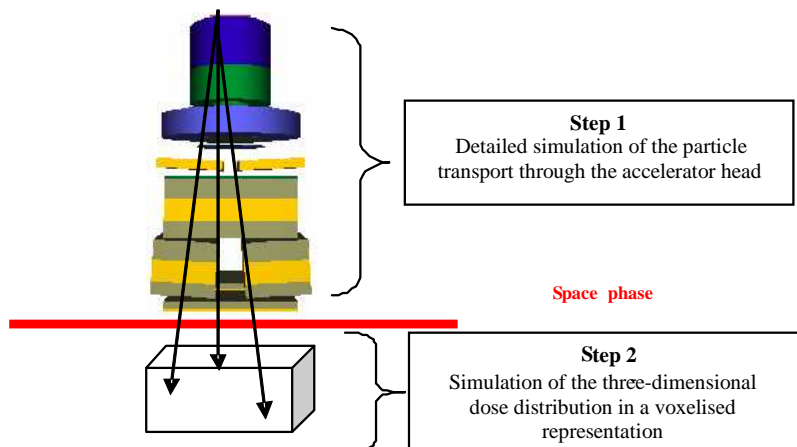 Step 1
Detailed simulation of the particle
transport through the accelerator head
Space phase
Step 2
Simulation of the three-dimensional
dose distribution in a voxelised
representation